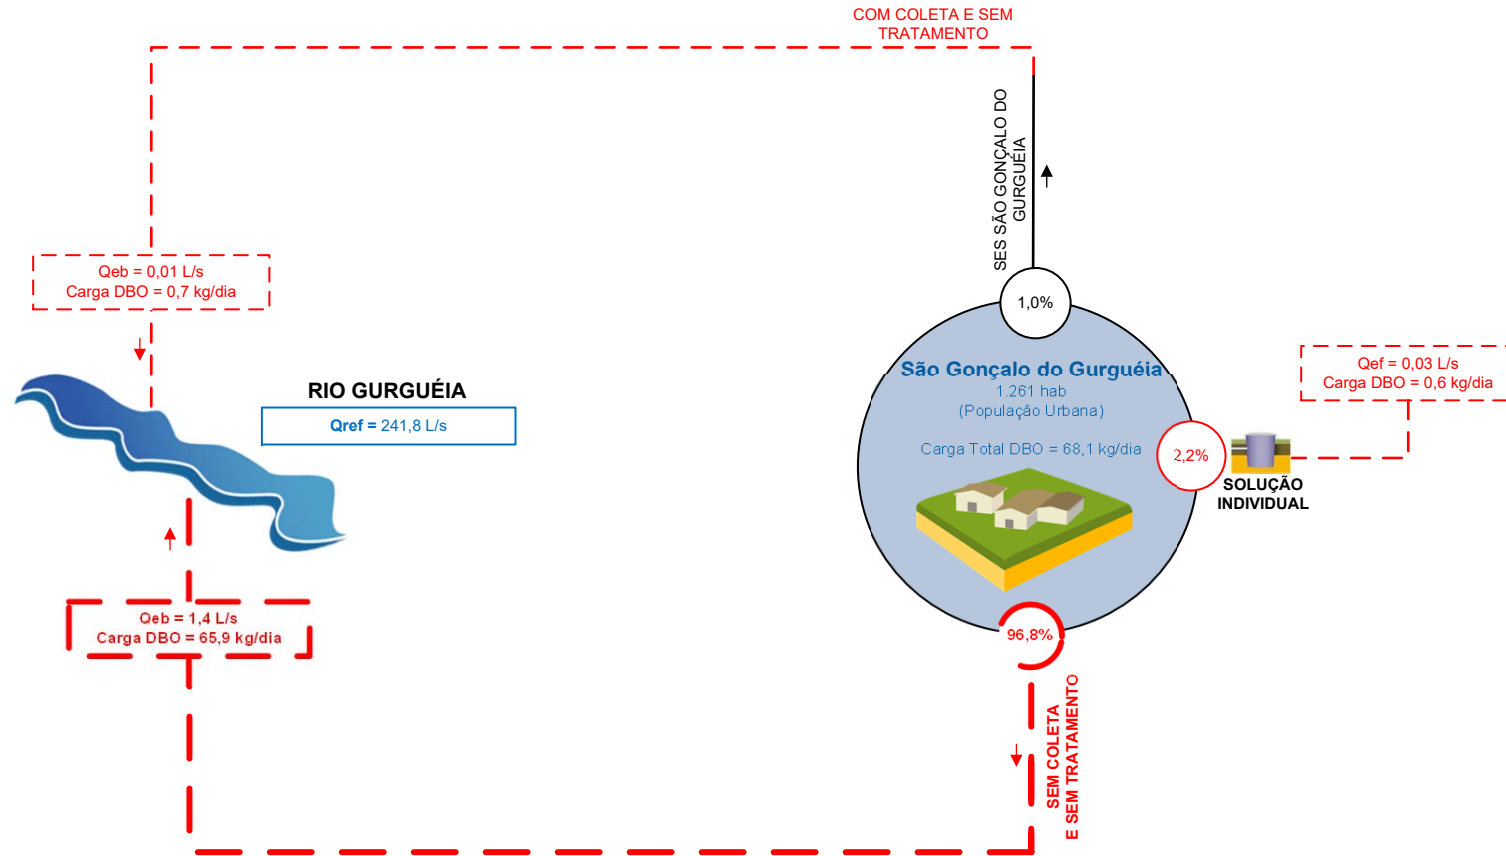 COM COLETA E SEM
TRATAMENTO
SES SÃO GONÇALO DO
GURGUÉIA
Qeb = 0,01 L/s
Carga DBO = 0,7 kg/dia
1,0%
RIO GURGUÉIA
Qref = 241,8 L/s
São Gonçalo do Gurguéia
1.261 hab
(População Urbana)
Carga Total DBO = 68,1 kg/dia
2,2%
Qef = 0,03 L/s
Carga DBO = 0,6 kg/dia
SOLUÇÃO
INDIVIDUAL
Qeb = 1,4 L/s
Carga DBO = 65,9 kg/dia
96,8%
SEM COLETA
E SEM TRATAMENTO